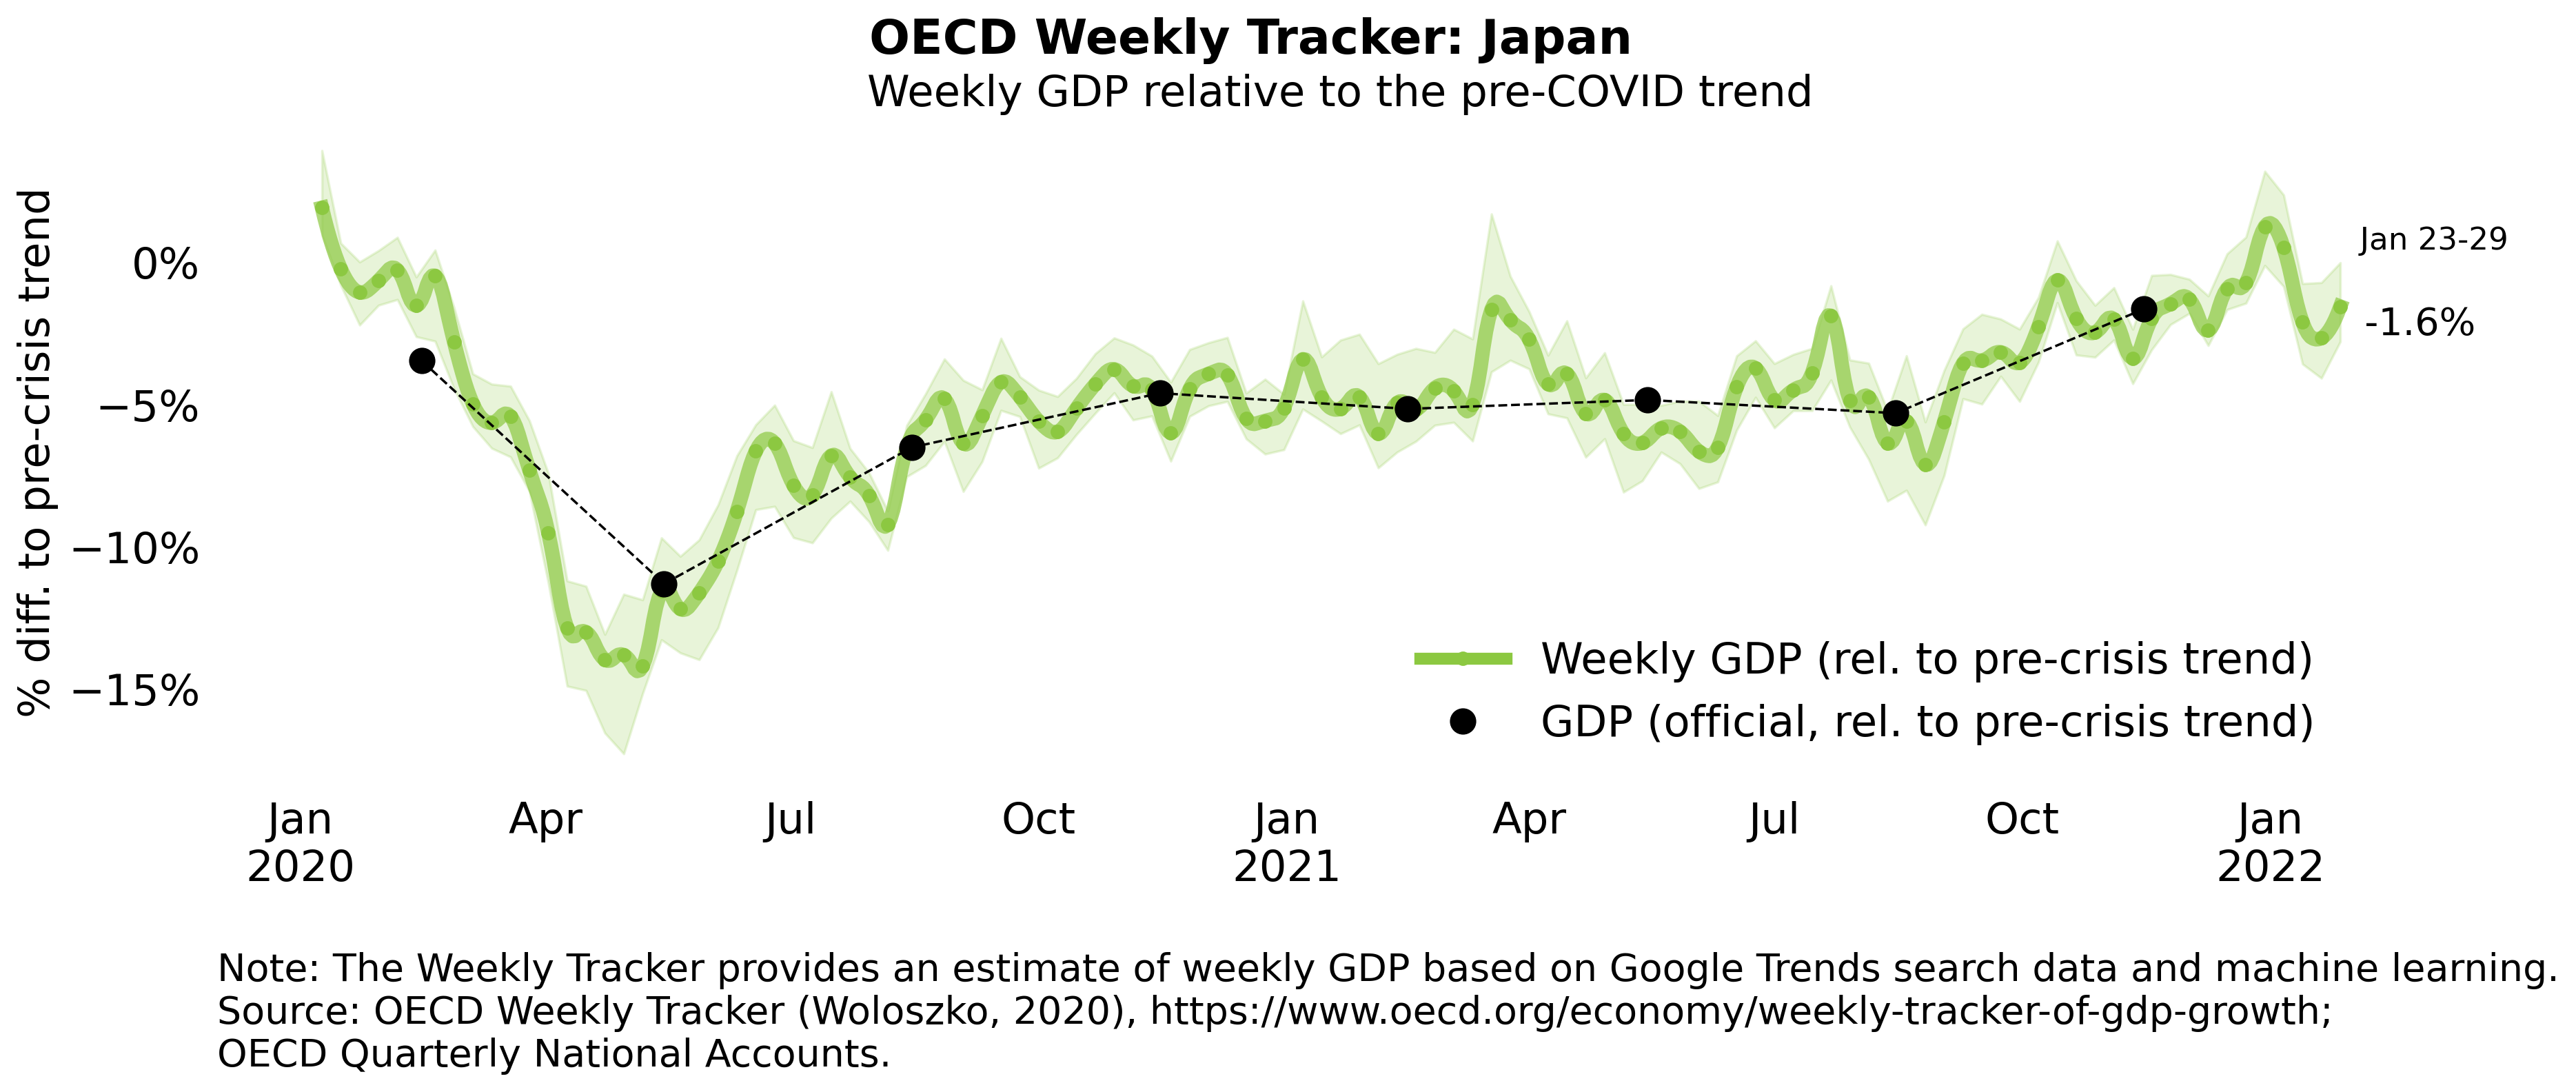 OECD Weekly Tracker: Japan
Weekly GDP relative to the pre-COVID trend
% diff. to pre-crisis trend
0%
−5%
−10%
−15%
Jan 23-29
-1.6%
Weekly GDP (rel. to pre-crisis trend)
GDP (official, rel. to pre-crisis trend)
Jan Apr Jul Oct Jan Apr Jul Oct Jan
2020 2021 2022
Note: The Weekly Tracker provides an estimate of weekly GDP based on Google Trends search data and machine learning.
Source: OECD Weekly Tracker (Woloszko, 2020), https://www.oecd.org/economy/weekly-tracker-of-gdp-growth;
OECD Quarterly National Accounts.